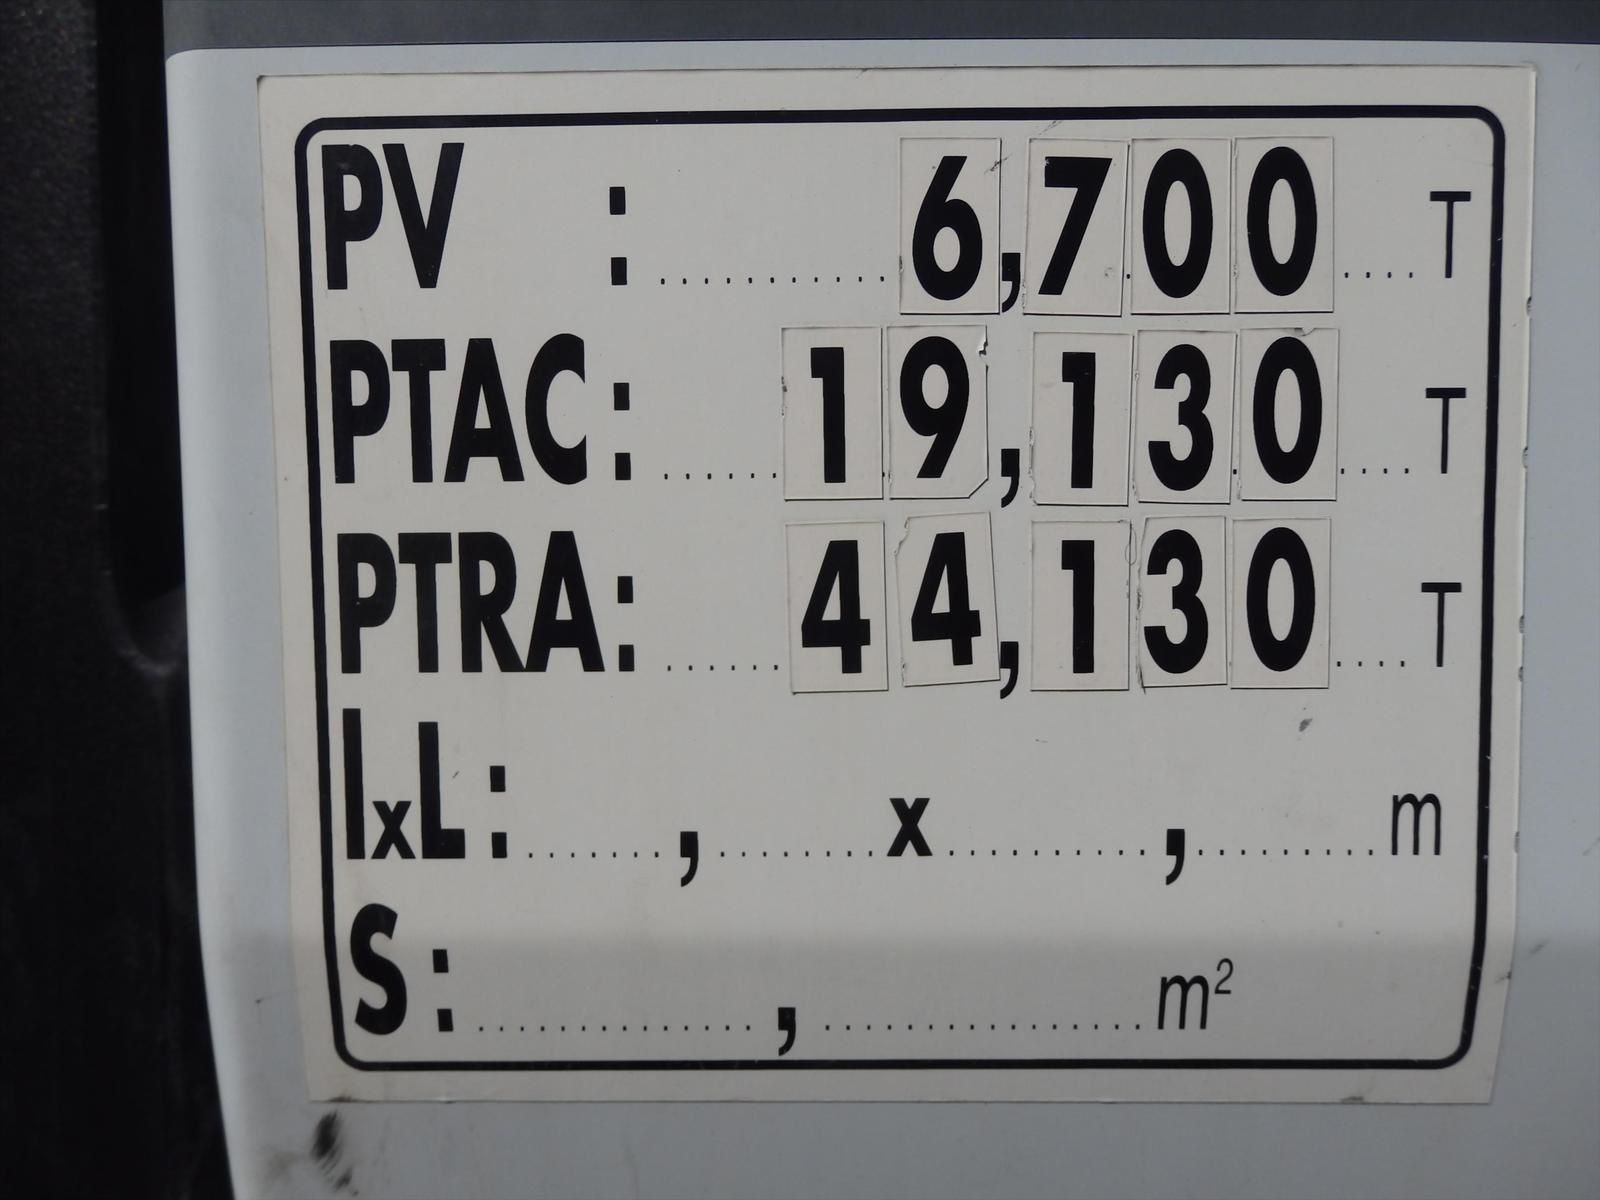 PV : ........... 6,700 .... T
PTAC: ...... 19,130 .... T
PTRA: ...... 44,130 .... T
lxL: ......., ........ x .........., ......... m
S: .............., ................ m²